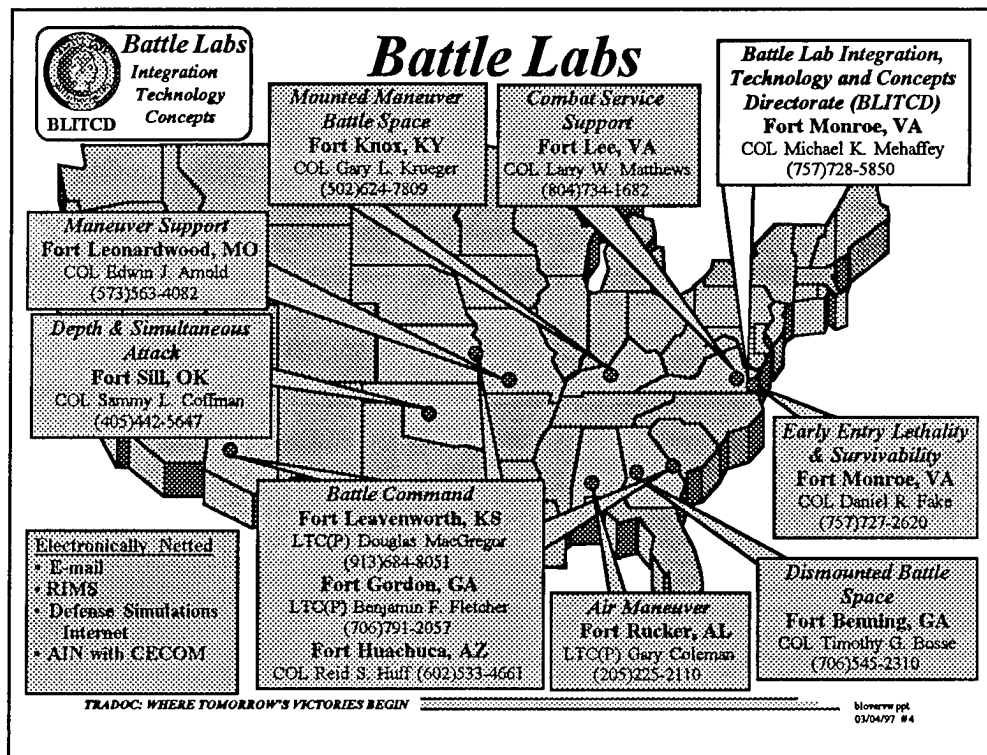 Battle Labs
Integration
Technology
Concepts
BLITCD
Battle Labs
Mounted Maneuver
Battle Space
Fort Knox, KY
COL Gary L. Krueger
(502)624-7809
Combat Service
Support
Fort Lee, VA
COL Larry W. Matthews
(804)734-1682
Battle Lab Integration,
Technology and Concepts
Directorate (BLITCD)
Fort Monroe, VA
COL Michael K. Mehaffey
(757)728-5850
Maneuver Support
Fort Leonardwood, MO
COL Edwin J. Arnold
(573)563-4082
Depth & Simultaneous
Attack
Fort Sill, OK
COL Sammy L. Coffman
(405)442-5647
Early Entry Lethality
& Survivability
Fort Monroe, VA
COL Daniel R. Fake
(757)727-2620
Battle Command
Fort Leavenworth, KS
LTC(P) Douglas MacGregor
(913)684-8051
Fort Gordon, GA
LTC(P) Benjamin F. Fletcher
(706)791-2057
Fort Huachuca, AZ
COL Reid S. Huff (602)533-4661
Electronically Netted
• E-mail
• RIMS
• Defense Simulations
Internet
• AIN with CECOM
Air Maneuver
Fort Rucker, AL
LTC(P) Gary Coleman
(205)225-2110
Dismounted Battle
Space
Fort Benning, GA
COL Timothy G. Bosse
(706)545-2310
TRADOC: WHERE TOMORROW'S VICTORIES BEGIN
blovervw.ppt
03/04/97 #4